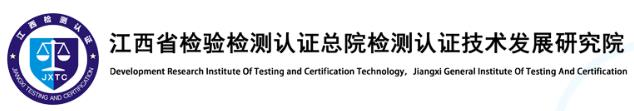 江西检测认证
JXTC
JIANGXI TESTING AND CERTIFICATION
江西省检验检测认证总院检测认证技术发展研究院
Development Research Institute Of Testing and Certification Technology, Jiangxi General Institute Of Testing And Certification